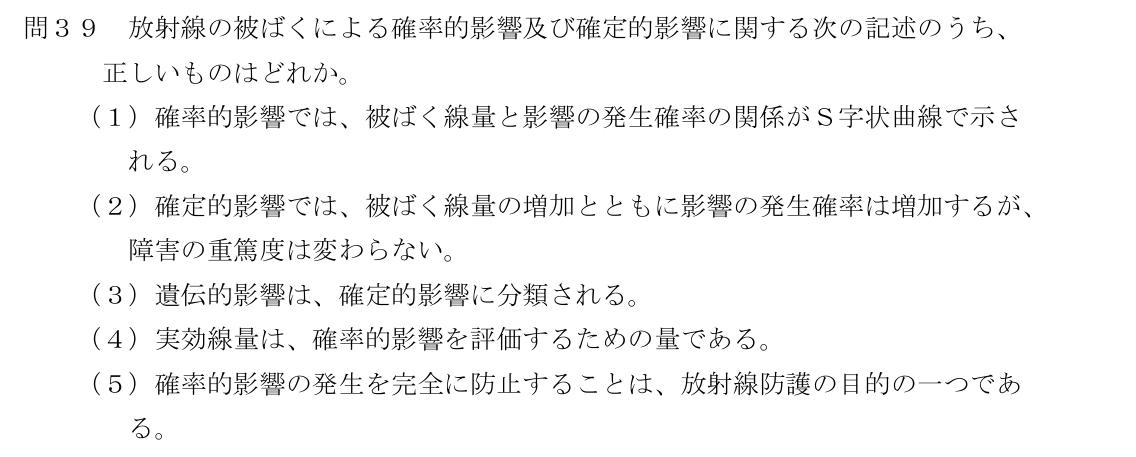 問３９　放射線の被ばくによる確率的影響及び確定的影響に関する次の記述のうち、
正しいものはどれか。
（１）確率的影響では、被ばく線量と影響の発生確率の関係がＳ字状曲線で示さ
れる。
（２）確定的影響では、被ばく線量の増加とともに影響の発生確率は増加するが、
障害の重篤度は変わらない。
（３）遺伝的影響は、確定的影響に分類される。
（４）実効線量は、確率的影響を評価するための量である。
（５）確率的影響の発生を完全に防止することは、放射線防護の目的の一つであ
る。